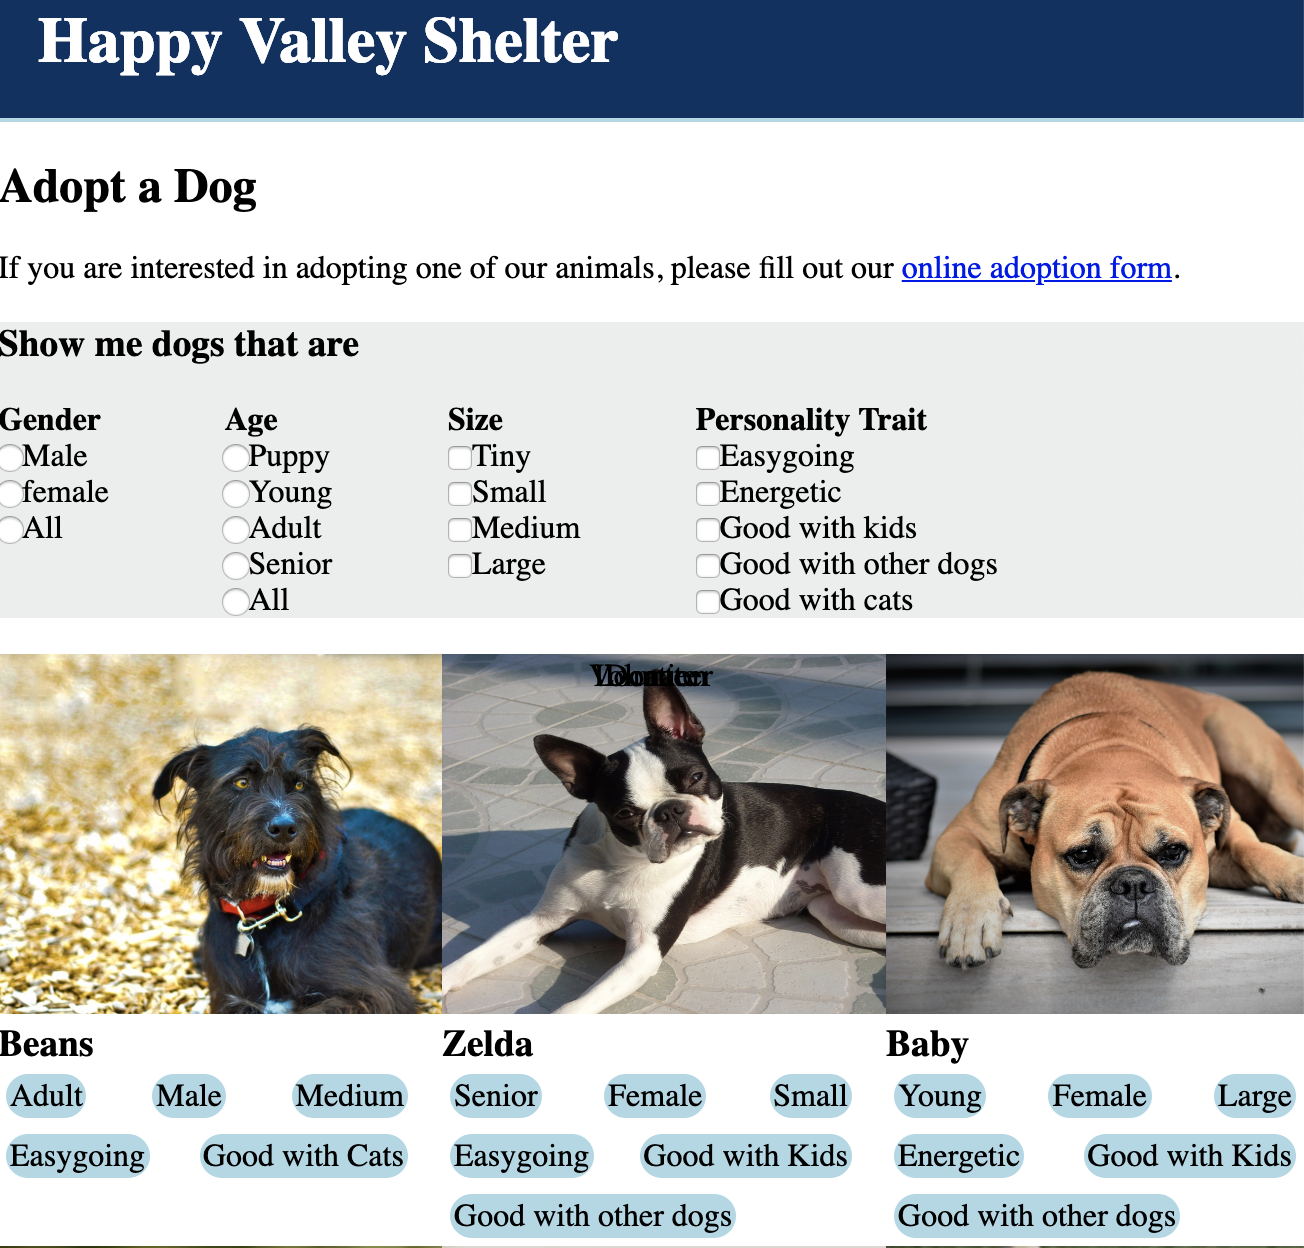 Happy Valley Shelter
Adopt a Dog
If you are interested in adopting one of our animals, please fill out our online adoption form.
Show me dogs that are
Gender Age Size Personality Trait
Male Puppy Tiny Easygoing
female Young Small Energetic
All Adult Medium Good with kids
Senior Large Good with other dogs
All Good with cats
Beans Zelda Baby
Adult Male Medium Senior Female Small Young Female Large
Easygoing Good with Cats Easygoing Good with Kids Energetic Good with Kids
Good with other dogs Good with other dogs